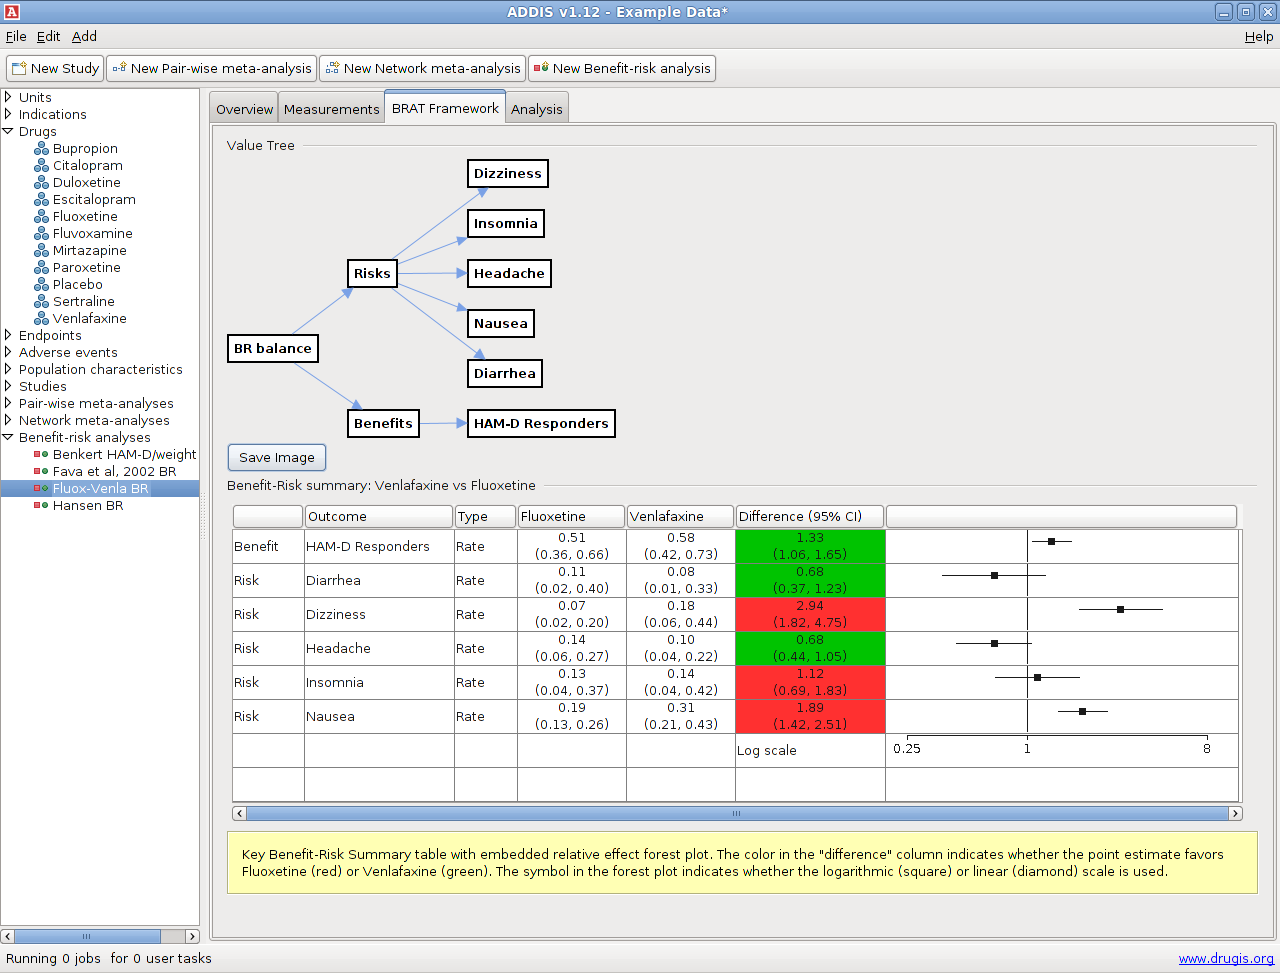 ADDIS v1.12 - Example Data*
File Edit Add Help
New Study New Pair-wise meta-analysis New Network meta-analysis New Benefit-risk analysis
Units
Indications
Drugs
Bupropion
Citalopram
Duloxetine
Escitalopram
Fluoxetine
Fluvoxamine
Mirtazapine
Paroxetine
Placebo
Sertraline
Venlafaxine
Endpoints
Adverse events
Population characteristics
Studies
Pair-wise meta-analyses
Network meta-analyses
Benefit-risk analyses
Benkert HAM-D/weight
Fava et al, 2002 BR
Fluox-Venla BR
Hansen BR
Overview Measurements BRAT Framework Analysis
Value Tree
Dizziness
Insomnia
Risks Headache
Nausea
BR balance
Diarrhea
Benefits HAM-D Responders
Save Image
Benefit-Risk summary: Venlafaxine vs Fluoxetine
Outcome Type Fluoxetine Venlafaxine Difference (95% CI)
Benefit HAM-D Responders Rate 0.51 0.58 1.33
(0.36, 0.66) (0.42, 0.73) (1.06, 1.65)
Risk Diarrhea Rate 0.11 0.08 0.68
(0.02, 0.40) (0.01, 0.33) (0.37, 1.23)
Risk Dizziness Rate 0.07 0.18 2.94
(0.02, 0.20) (0.06, 0.44) (1.82, 4.75)
Risk Headache Rate 0.14 0.10 0.68
(0.06, 0.27) (0.04, 0.22) (0.44, 1.05)
Risk Insomnia Rate 0.13 0.14 1.12
(0.04, 0.37) (0.04, 0.42) (0.69, 1.83)
Risk Nausea Rate 0.19 0.31 1.89
(0.13, 0.26) (0.21, 0.43) (1.42, 2.51)
Log scale 0.25 1 8
Key Benefit-Risk Summary table with embedded relative effect forest plot. The color in the "difference" column indicates whether the point estimate favors
Fluoxetine (red) or Venlafaxine (green). The symbol in the forest plot indicates whether the logarithmic (square) or linear (diamond) scale is used.
Running 0 jobs for 0 user tasks www.drugis.org